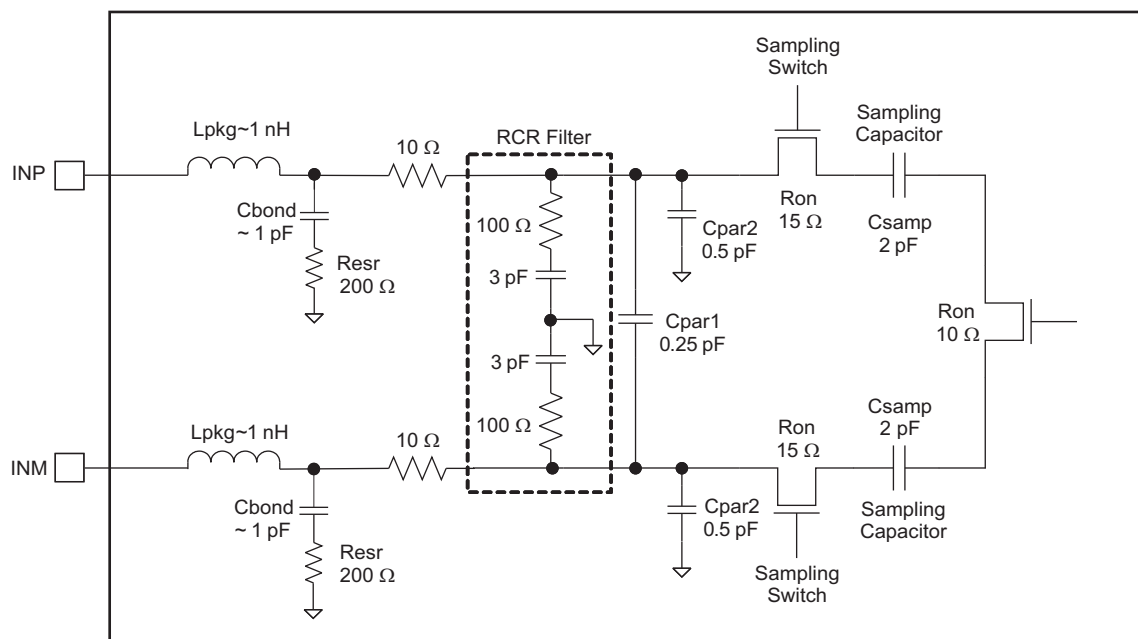 Sampling
Switch
Sampling
Capacitor
Lpkg~1 nH
RCR Filter
10 Ω
INP
Cbond
~ 1 pF
100 Ω
Ron
15 Ω
Csamp
2 pF
Cpar2
0.5 pF
Resr
200 Ω
3 pF
Ron
10 Ω
Cpar1
0.25 pF
3 pF
Csamp
2 pF
100 Ω
Ron
15 Ω
Lpkg~1 nH
10 Ω
INM
Cbond
~ 1 pF
Cpar2
0.5 pF
Sampling
Capacitor
Resr
200 Ω
Sampling
Switch